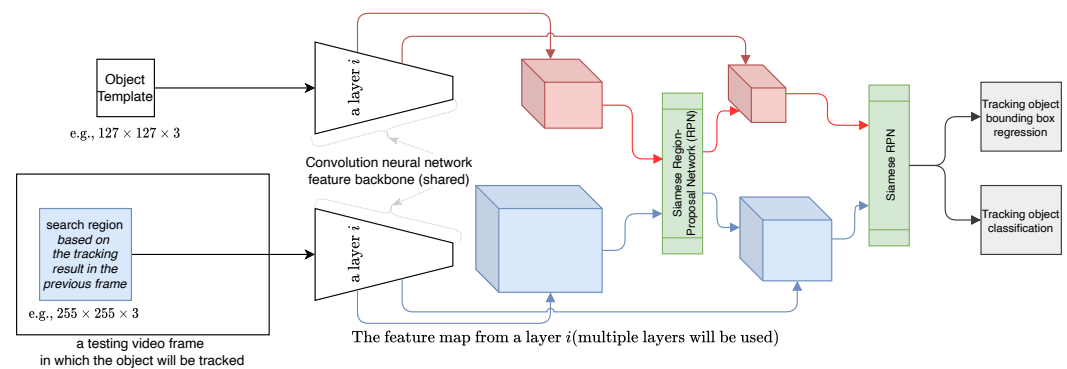 Object
Template
e.g., 127 × 127 × 3
a layer i
Convolution neural network
feature backbone (shared)
search region
based on
the tracking
result in the
previous frame
e.g., 255 × 255 × 3
a testing video frame
in which the object will be tracked
a layer i
The feature map from a layer i(multiple layers will be used)
Siamese Region-
Proposal Network (RPN)
Siamese RPN
Tracking object
bounding box
regression
Tracking object
classification